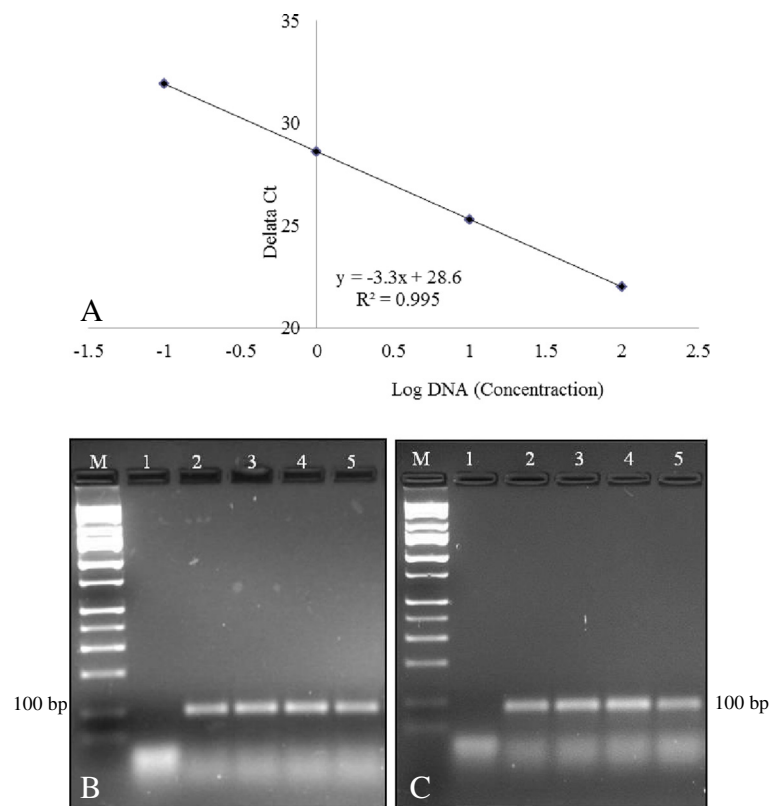 35
30
25
20
Delata Ct
y = -3.3x + 28.6
R² = 0.995
A
-1.5 -1 -0.5 0 0.5 1 1.5 2 2.5
Log DNA (Concentraction)
M 1 2 3 4 5
M 1 2 3 4 5
100 bp
100 bp
B
C